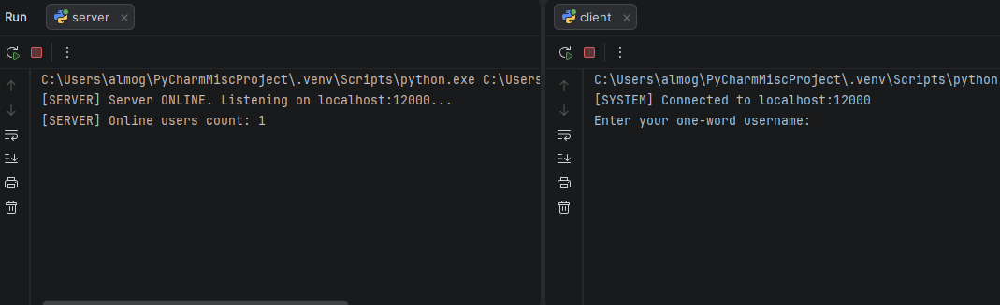 Run
server
C:\Users\almog\PyCharmMiscProject\.venv\Scripts\python.exe C:\Users
[SERVER] Server ONLINE. Listening on localhost:12000...
[SERVER] Online users count: 1
client
C:\Users\almog\PyCharmMiscProject\.venv\Scripts\python
[SYSTEM] Connected to localhost:12000
Enter your one-word username: